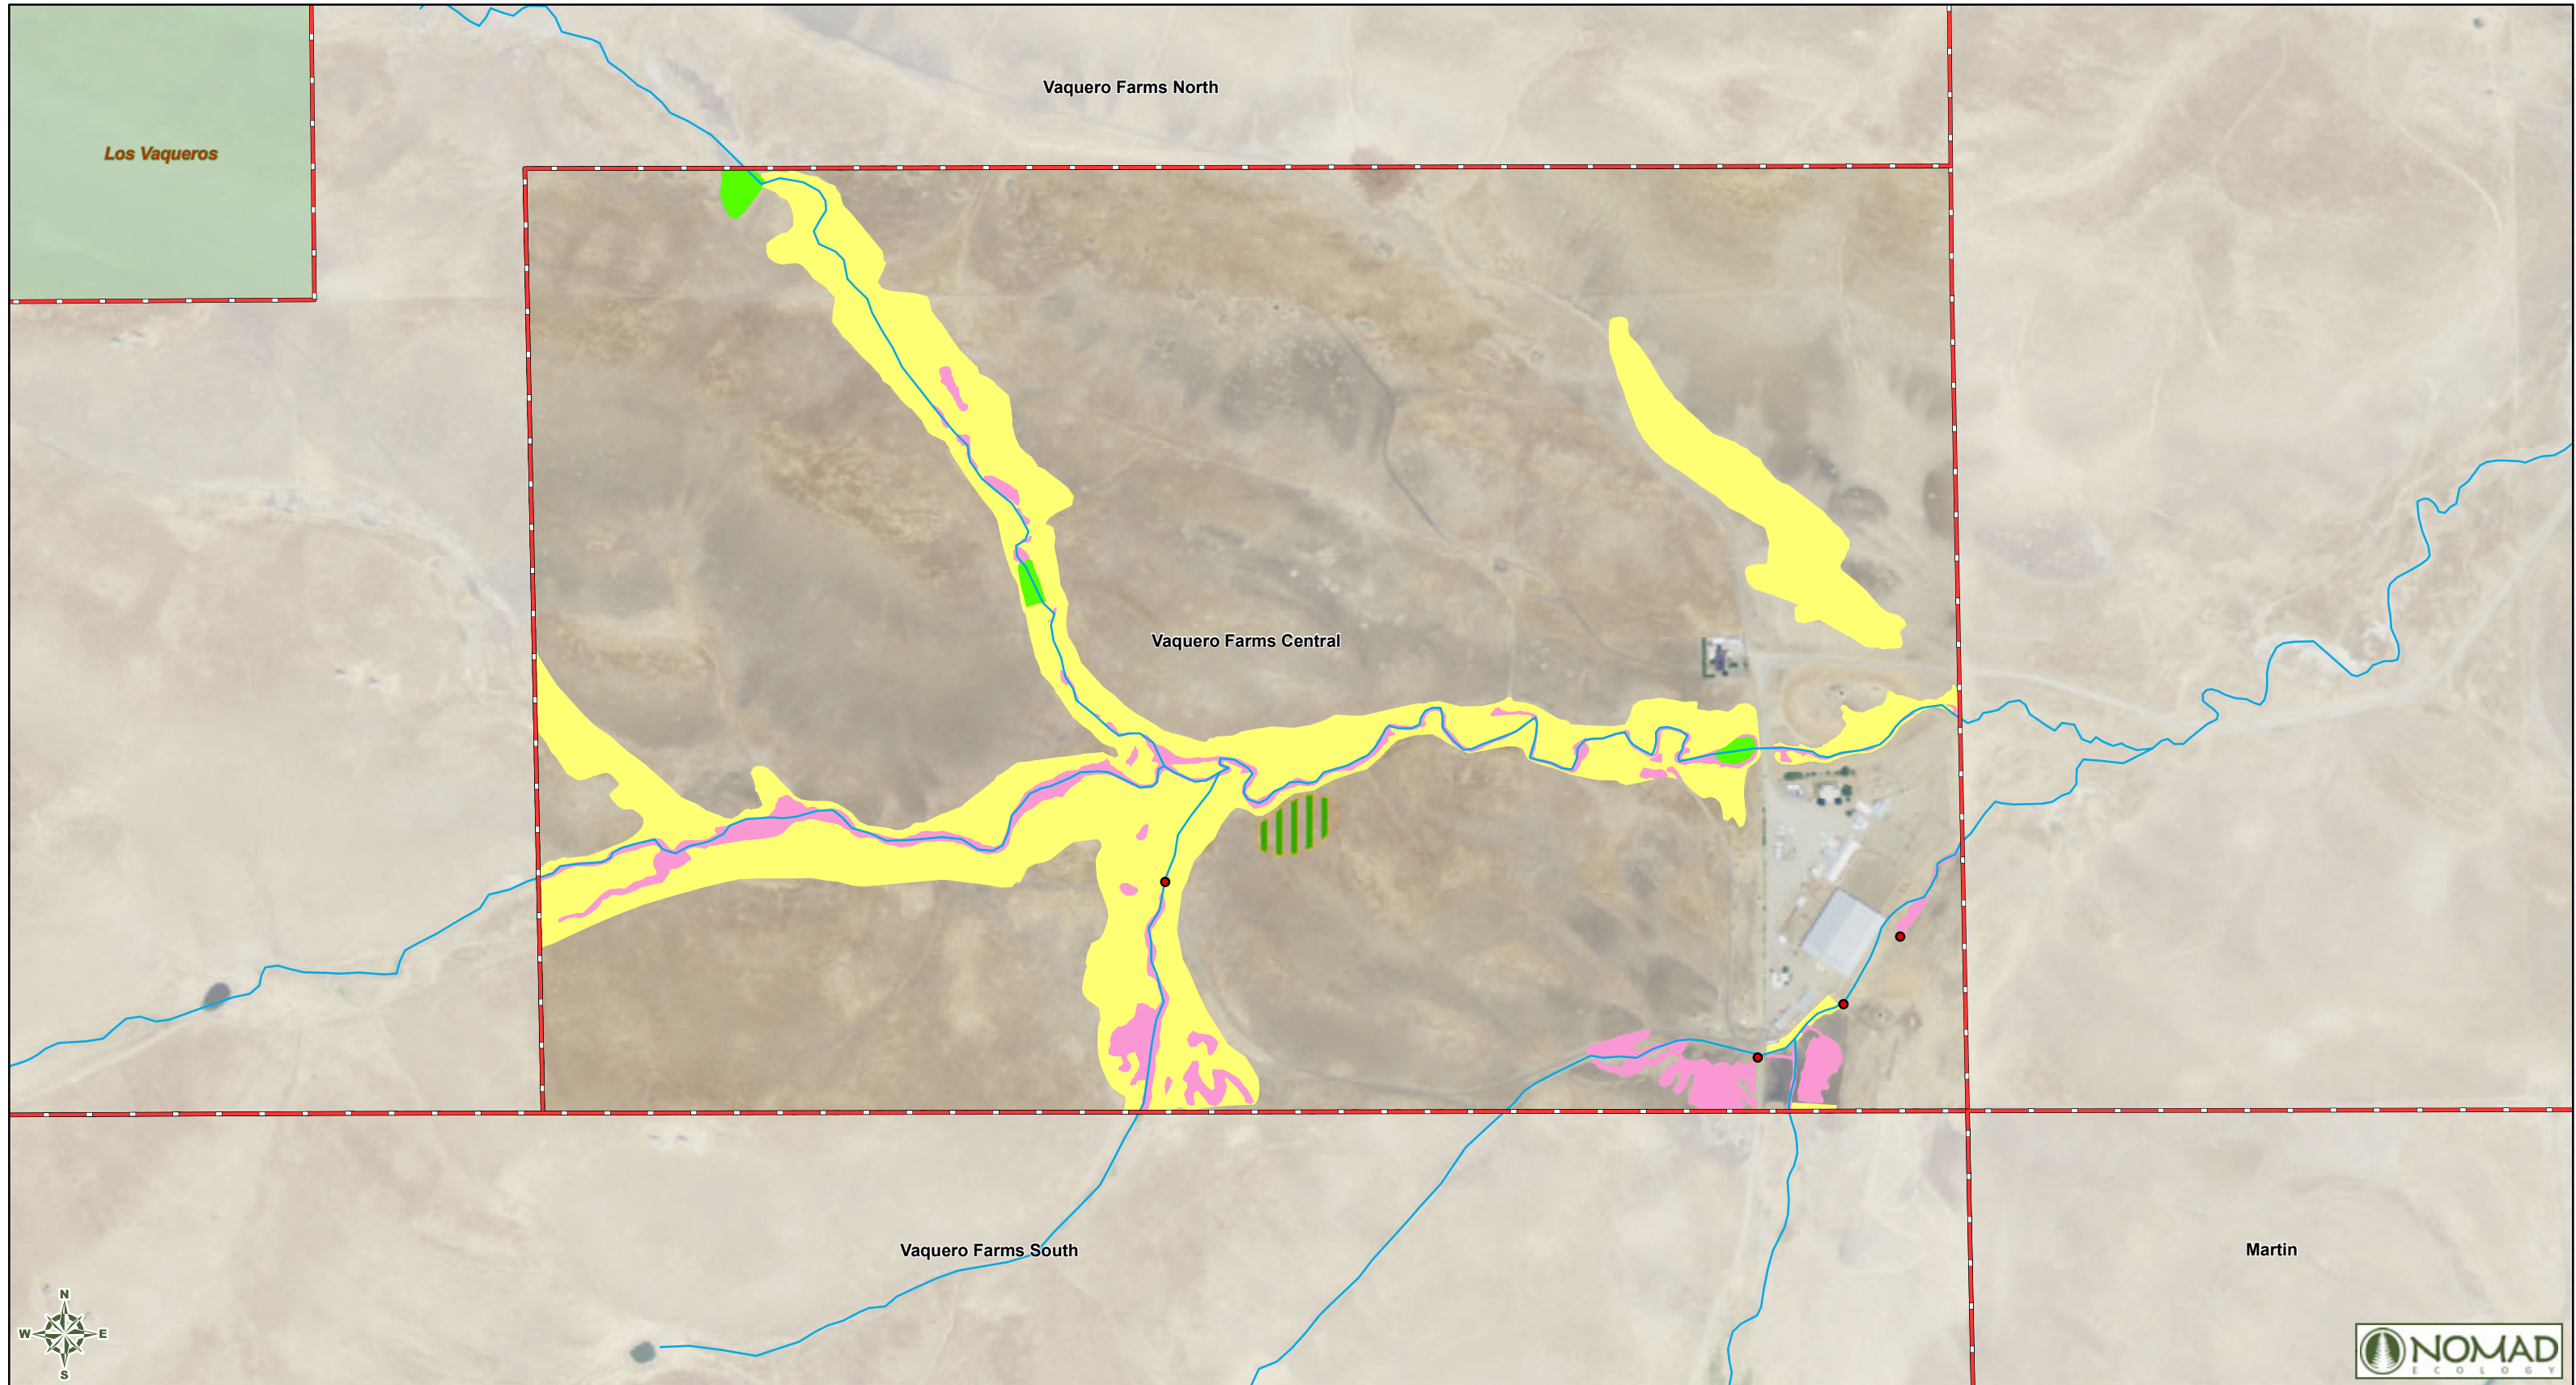 Vaquero Farms North
Los Vaqueros
Vaquero Farms Central
Vaquero Farms South
Martin
N
W E
S
NOMAD
ECOLOGY